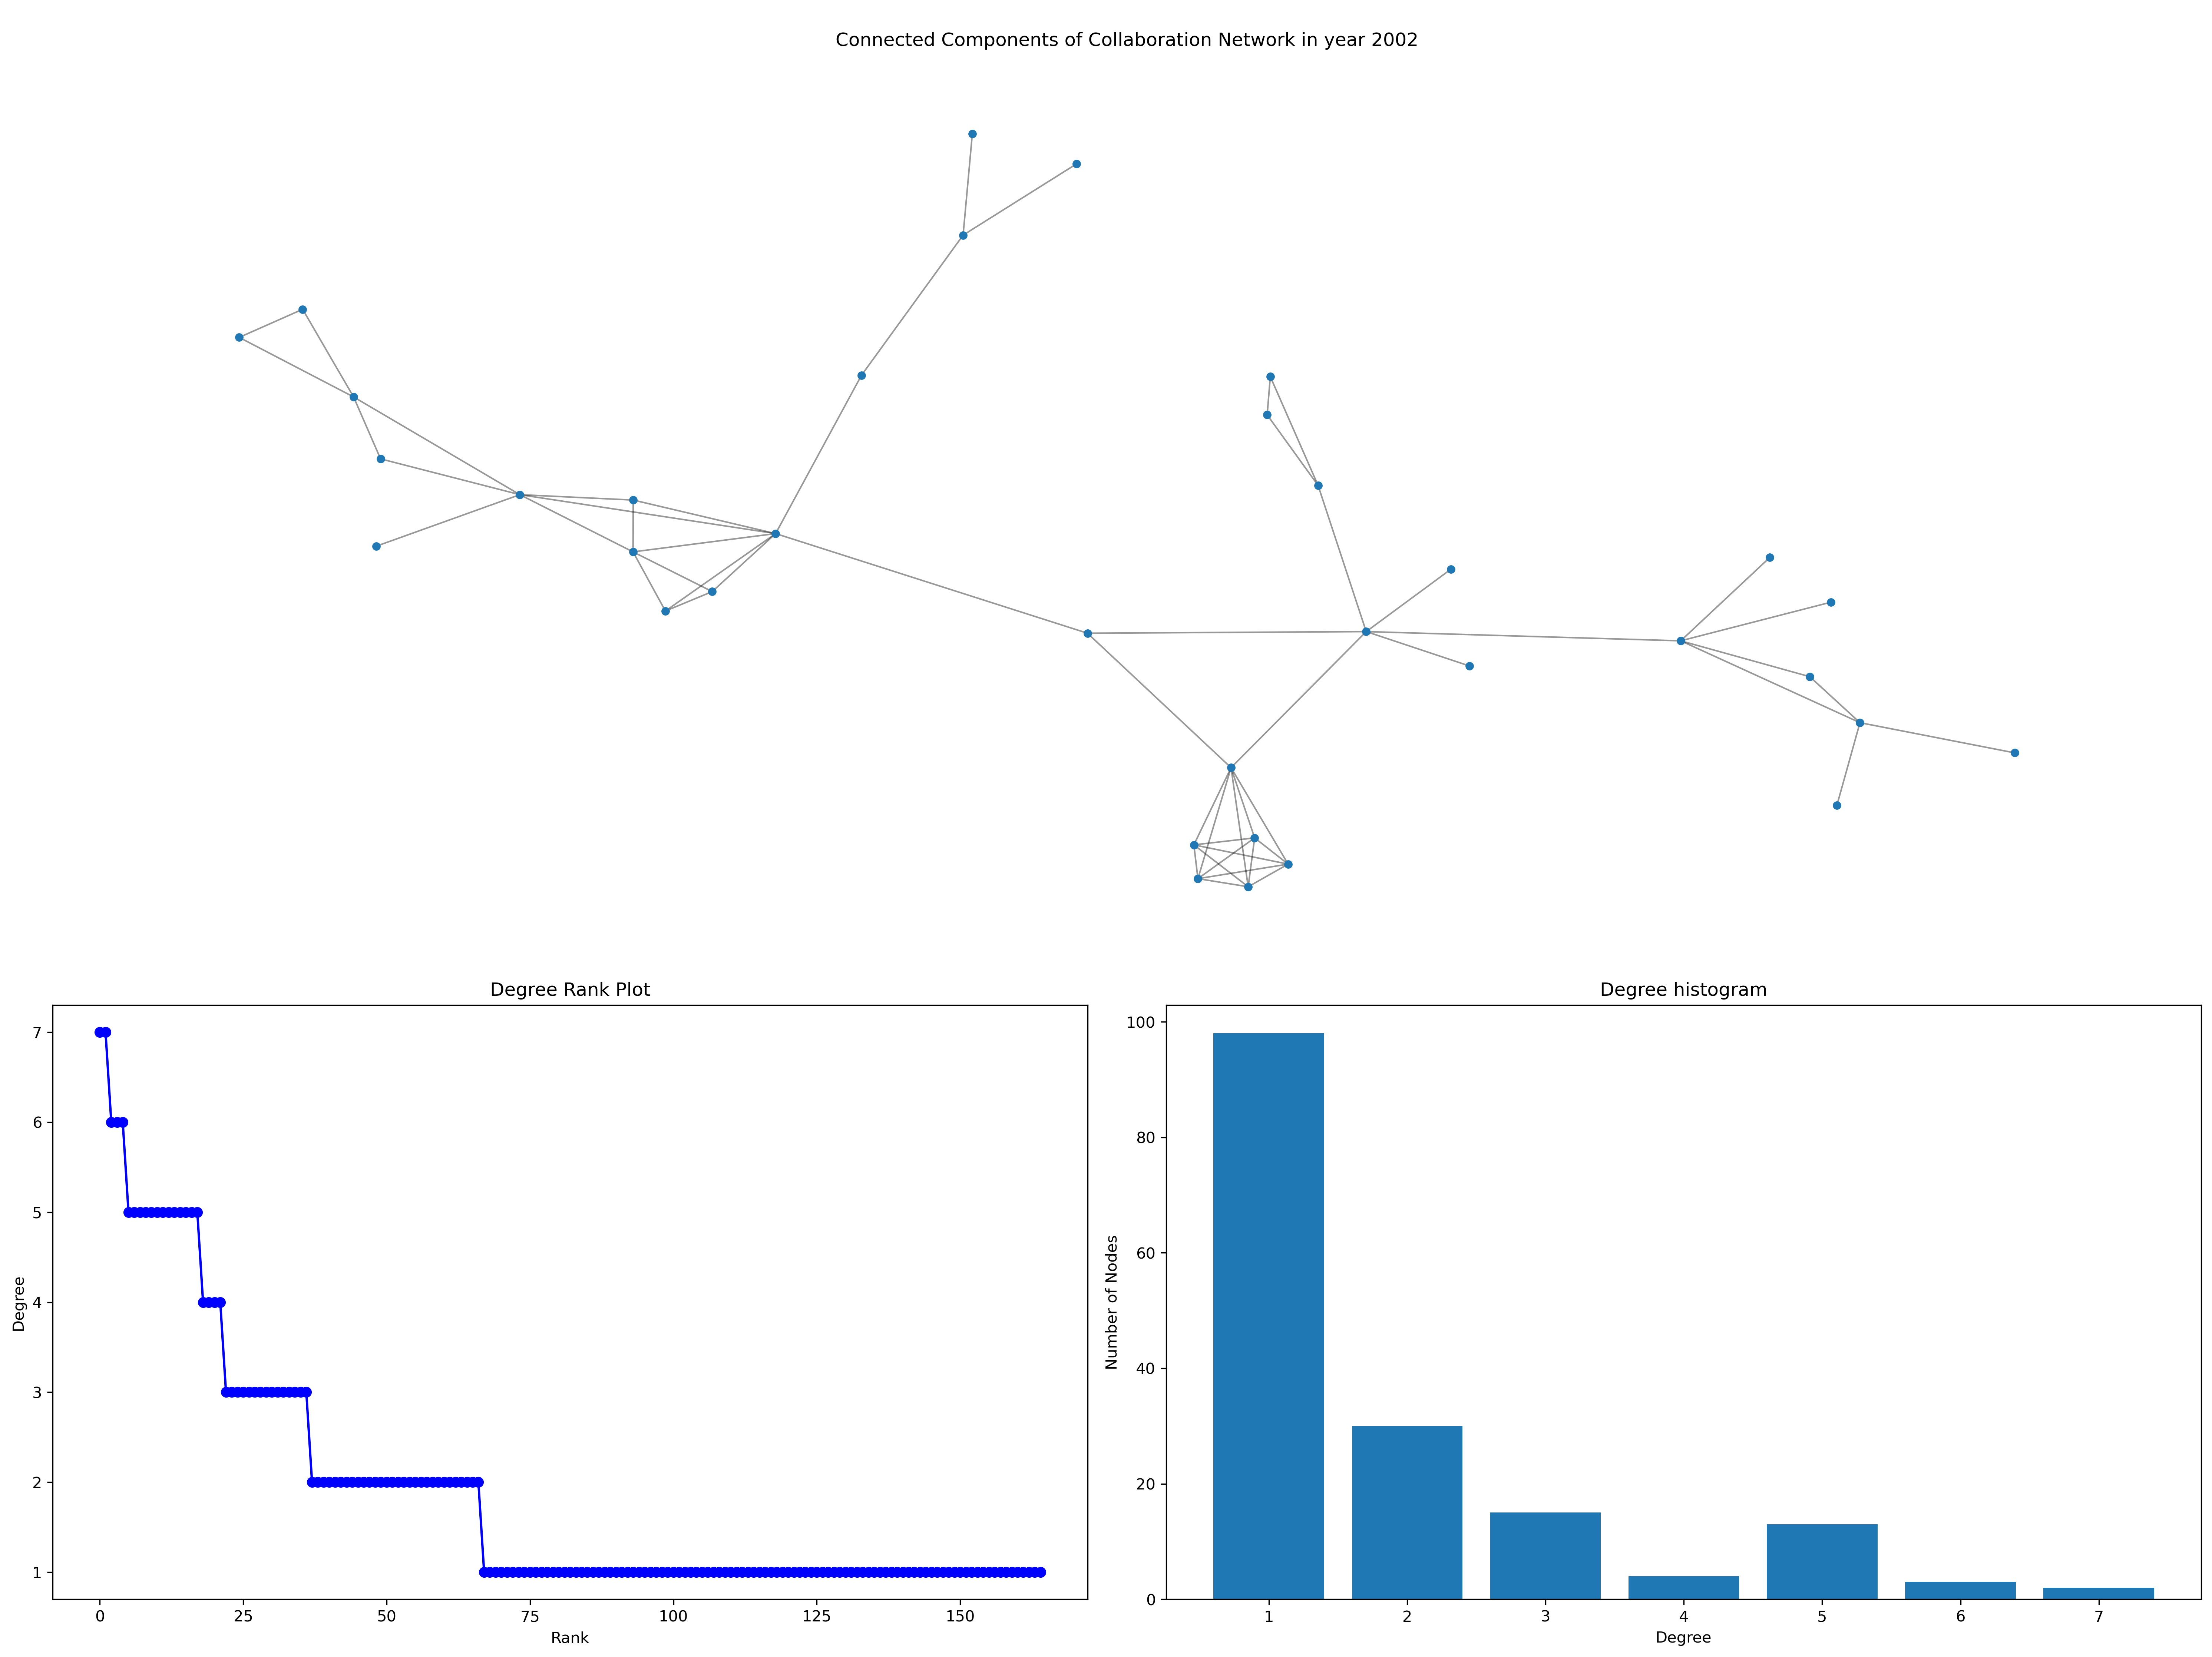 Connected Components of Collaboration Network in year 2002
Degree Rank Plot
7
6
5
4
3
2
1
Degree
0 25 50 75 100 125 150
Rank
Degree histogram
100
80
60
40
20
0
Number of Nodes
1 2 3 4 5 6 7
Degree